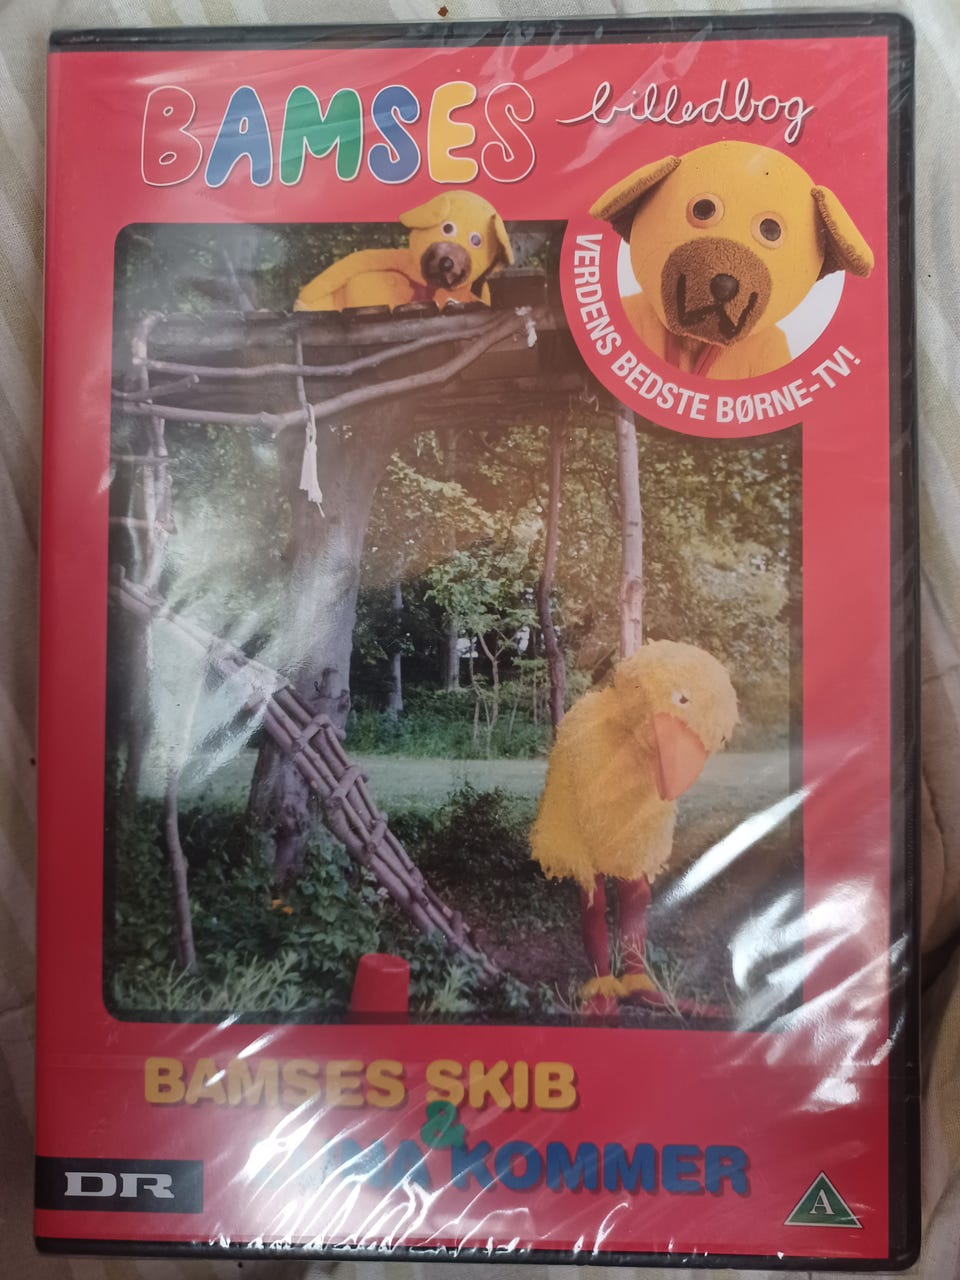 BAMSES billedbog
VERDENS BEDSTE BØRNE-TV!
BAMSES SKIB
&
KOMMER
DR
A